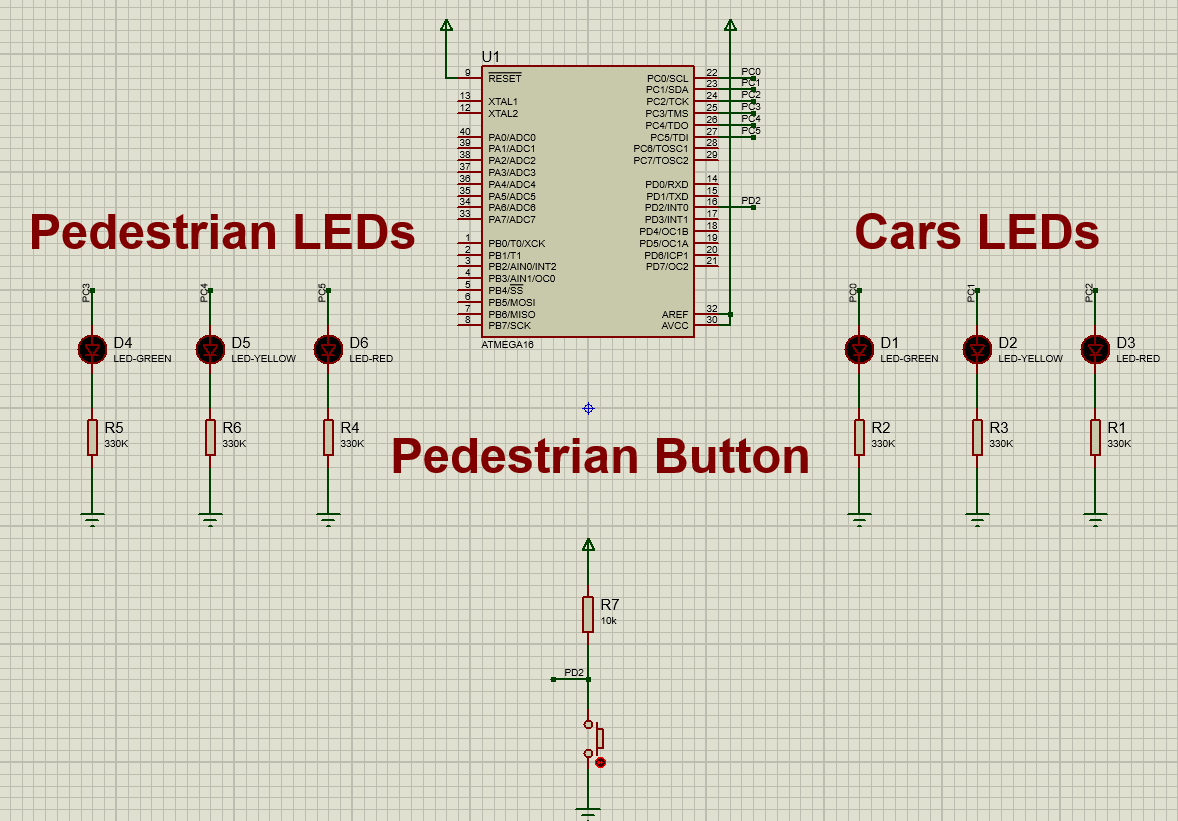 U1
9 RESET
13 XTAL1
12 XTAL2
40 PA0/ADC0
39 PA1/ADC1
38 PA2/ADC2
37 PA3/ADC3
36 PA4/ADC4
35 PA5/ADC5
34 PA6/ADC6
33 PA7/ADC7
1 PB0/T0/XCK
2 PB1/T1
3 PB2/AIN0/INT2
4 PB3/AIN1/OC0
5 PB4/SS
6 PB5/MOSI
7 PB6/MISO
8 PB7/SCK
PC0/SCL 22 PC0
PC1/SDA 23 PC1
PC2/TCK 24 PC2
PC3/TMS 25 PC3
PC4/TDO 26 PC4
PC5/TDI 27 PC5
PC6/TOSC1 28
PC7/TOSC2 29
PD0/RXD 14
PD1/TXD 15
PD2/INT0 16 PD2
PD3/INT1 17
PD4/OC1B 18
PD5/OC1A 19
PD6/ICP1 20
PD7/OC2 21
AREF 32
AVCC 30
ATMEGA16
Pedestrian LEDs
PC3
PC4
PC5
D4
LED-GREEN
D5
LED-YELLOW
D6
LED-RED
R5
330K
R6
330K
R4
330K
Cars LEDs
PC0
PC1
PC2
D1
LED-GREEN
D2
LED-YELLOW
D3
LED-RED
R2
330K
R3
330K
R1
330K
Pedestrian Button
R7
10k
PD2